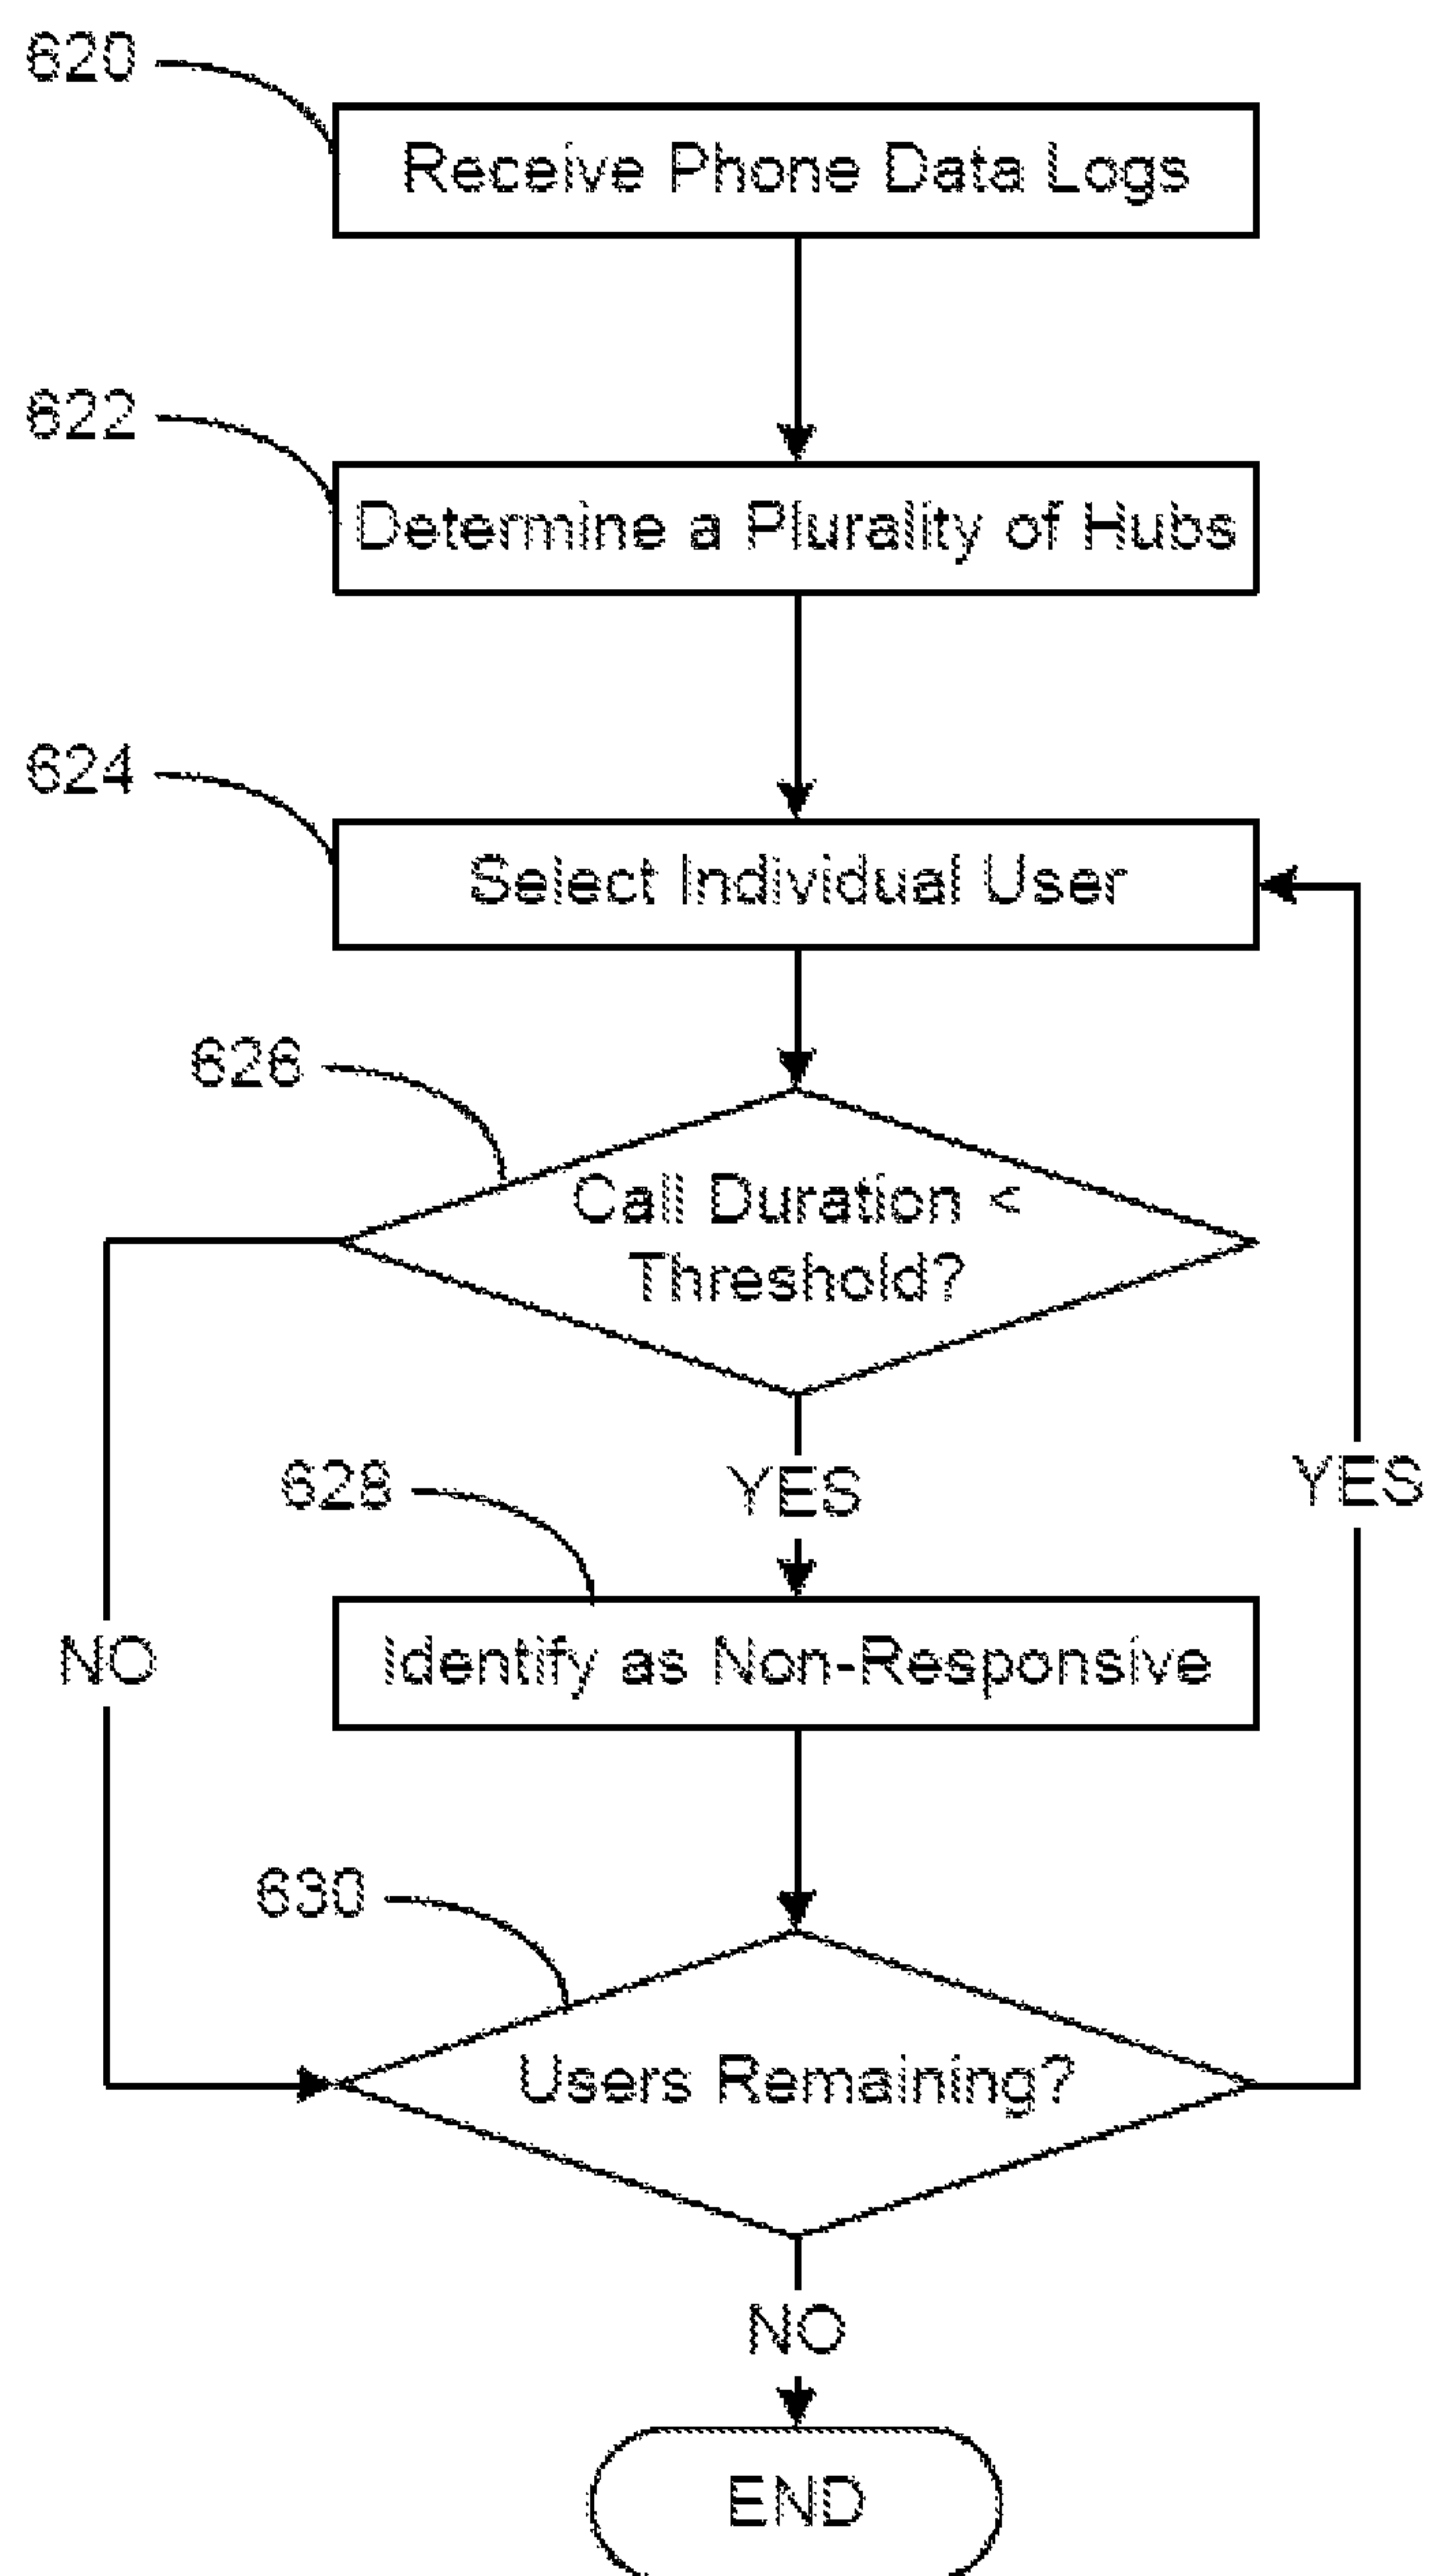 620
Receive Phone Data Logs
622
Determine a Plurality of Hubs
624
Select Individual User
626
Call Duration <
Threshold?
628
YES
YES
Identify as Non-Responsive
NO
630
Users Remaining?
NO
END